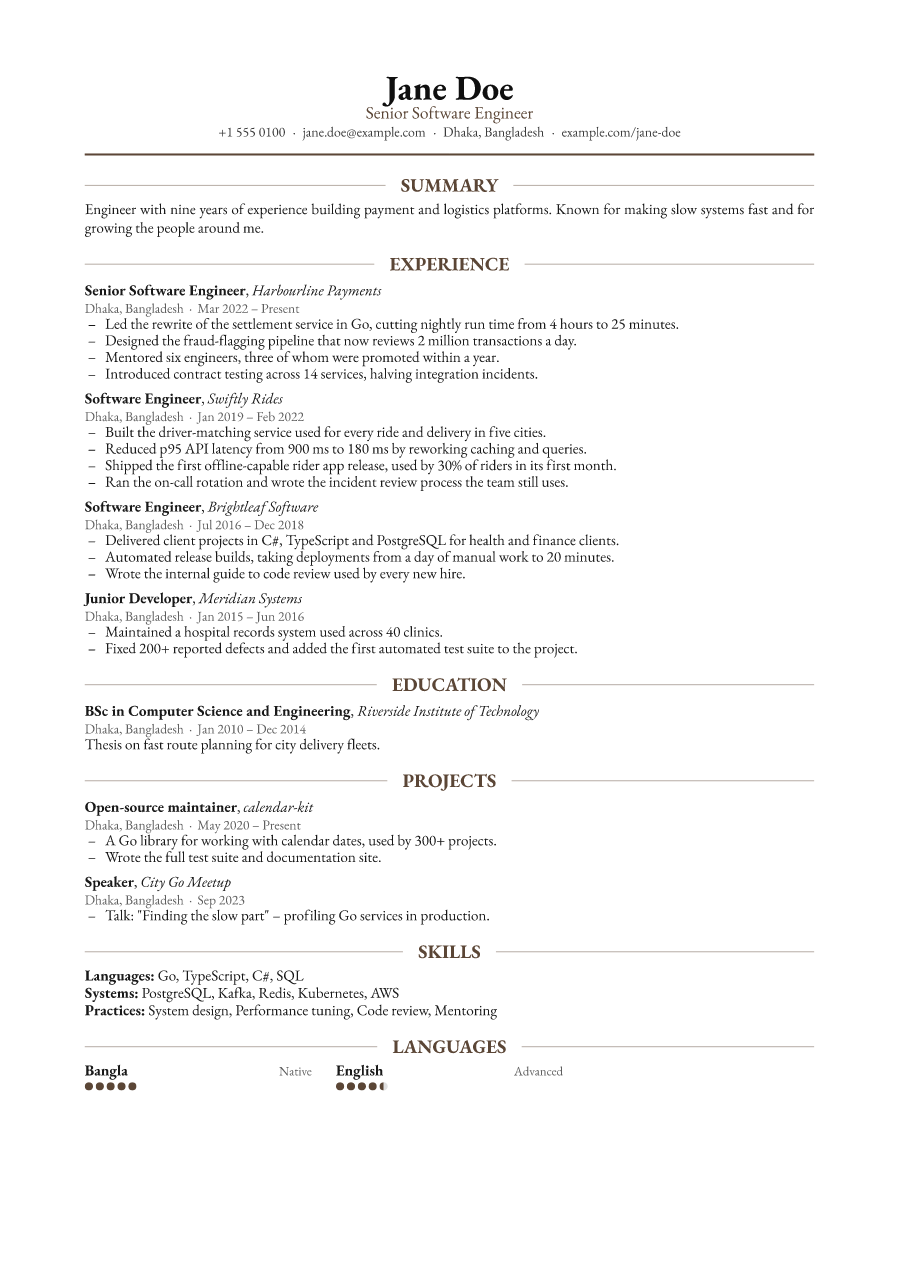 Jane Doe
Senior Software Engineer
+1 555 0100 · jane.doe@example.com · Dhaka, Bangladesh · example.com/jane-doe
SUMMARY
Engineer with nine years of experience building payment and logistics platforms. Known for making slow systems fast and for
growing the people around me.
EXPERIENCE
Senior Software Engineer, Harbourline Payments
Dhaka, Bangladesh · Mar 2022 – Present
– Led the rewrite of the settlement service in Go, cutting nightly run time from 4 hours to 25 minutes.
– Designed the fraud-flagging pipeline that now reviews 2 million transactions a day.
– Mentored six engineers, three of whom were promoted within a year.
– Introduced contract testing across 14 services, halving integration incidents.
Software Engineer, Swiftly Rides
Dhaka, Bangladesh · Jan 2019 – Feb 2022
– Built the driver-matching service used for every ride and delivery in five cities.
– Reduced p95 API latency from 900 ms to 180 ms by reworking caching and queries.
– Shipped the first offline-capable rider app release, used by 30% of riders in its first month.
– Ran the on-call rotation and wrote the incident review process the team still uses.
Software Engineer, Brightleaf Software
Dhaka, Bangladesh · Jul 2016 – Dec 2018
– Delivered client projects in C#, TypeScript and PostgreSQL for health and finance clients.
– Automated release builds, taking deployments from a day of manual work to 20 minutes.
– Wrote the internal guide to code review used by every new hire.
Junior Developer, Meridian Systems
Dhaka, Bangladesh · Jan 2015 – Jun 2016
– Maintained a hospital records system used across 40 clinics.
– Fixed 200+ reported defects and added the first automated test suite to the project.
EDUCATION
BSc in Computer Science and Engineering, Riverside Institute of Technology
Dhaka, Bangladesh · Jan 2010 – Dec 2014
Thesis on fast route planning for city delivery fleets.
PROJECTS
Open-source maintainer, calendar-kit
Dhaka, Bangladesh · May 2020 – Present
– A Go library for working with calendar dates, used by 300+ projects.
– Wrote the full test suite and documentation site.
Speaker, City Go Meetup
Dhaka, Bangladesh · Sep 2023
– Talk: "Finding the slow part" – profiling Go services in production.
SKILLS
Languages: Go, TypeScript, C#, SQL
Systems: PostgreSQL, Kafka, Redis, Kubernetes, AWS
Practices: System design, Performance tuning, Code review, Mentoring
LANGUAGES
Bangla Native English Advanced